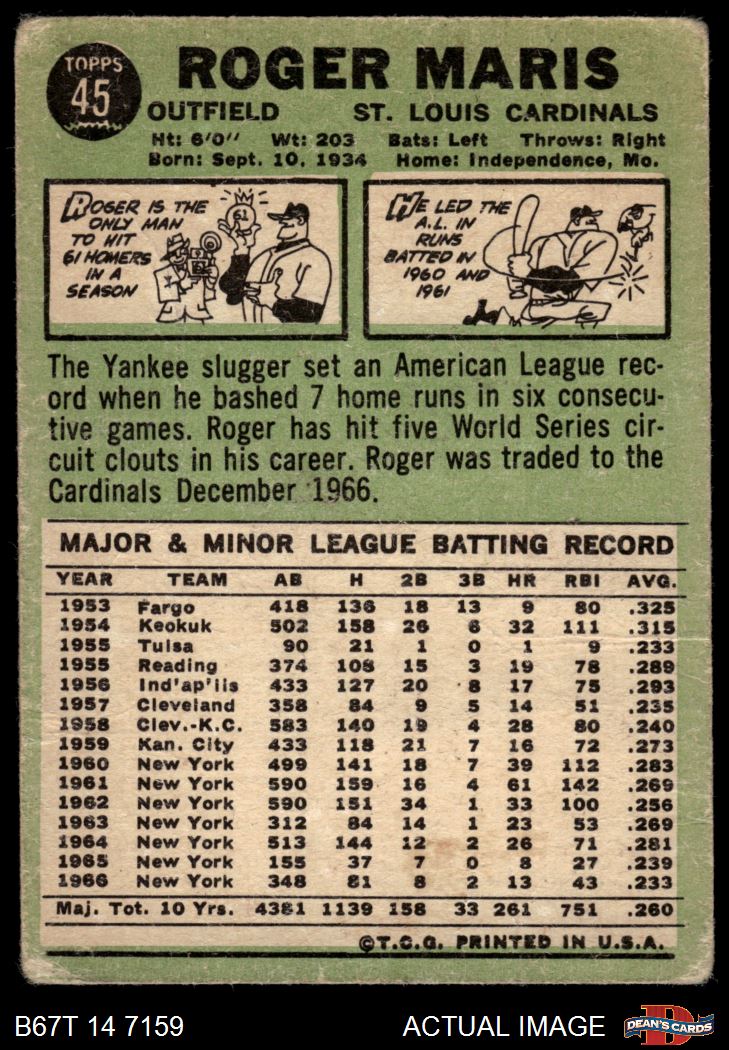 TOPPS
45
ROGER MARIS
OUTFIELD ST. LOUIS CARDINALS
Ht: 6'0" Wt: 203 Bats: Left Throws: Right
Born: Sept. 10, 1934 Home: Independence, Mo.
ROGER IS THE
ONLY MAN
TO HIT
61 HOMERS
IN A
SEASON
61
HE LED THE
A.L. IN
RUNS
BATTED IN
1960 AND
1961
The Yankee slugger set an American League rec-
ord when he bashed 7 home runs in six consecu-
tive games. Roger has hit five World Series cir-
cuit clouts in his career. Roger was traded to the
Cardinals December 1966.
MAJOR & MINOR LEAGUE BATTING RECORD
YEAR TEAM AB H 2B 3B HR RBI AVG.
1953 Fargo 418 136 18 13 9 80 .325
1954 Keokuk 502 158 26 6 32 111 .315
1955 Tulsa 90 21 1 0 1 9 .233
1955 Reading 374 108 15 3 19 78 .289
1956 Ind'ap'lis 433 127 20 8 17 75 .293
1957 Cleveland 358 84 9 5 14 51 .235
1958 Clev.-K.C. 583 140 19 4 28 80 .240
1959 Kan. City 433 118 21 7 16 72 .273
1960 New York 499 141 18 7 39 112 .283
1961 New York 590 159 16 4 61 142 .269
1962 New York 590 151 34 1 33 100 .256
1963 New York 312 84 14 1 23 53 .269
1964 New York 513 144 12 2 26 71 .281
1965 New York 155 37 7 0 8 27 .239
1966 New York 348 81 8 2 13 43 .233
Maj. Tot. 10 Yrs. 4381 1139 158 33 261 751 .260
©T.C.G. PRINTED IN U.S.A.
B67T 14 7159 ACTUAL IMAGE
DEAN'S CARDS